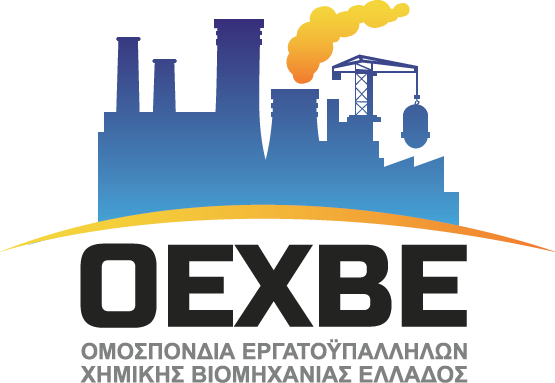 ΟΕΧΒΕ
ΟΜΟΣΠΟΝΔΙΑ ΕΡΓΑΤΟΫΠΑΛΛΗΛΩΝ
ΧΗΜΙΚΗΣ ΒΙΟΜΗΧΑΝΙΑΣ ΕΛΛΑΔΟΣ